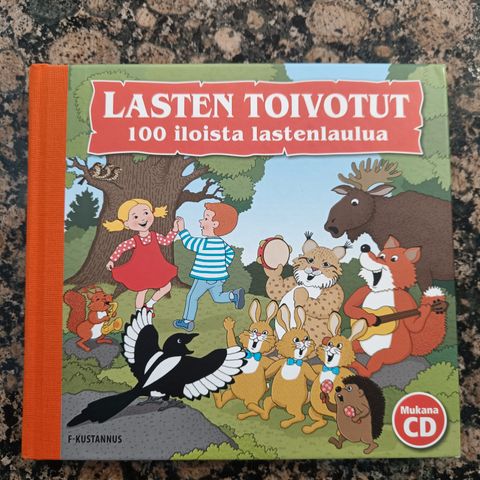 LASTEN TOIVOTUT
100 iloista lastenlaulua
Mukana
CD
F-KUSTANNUS